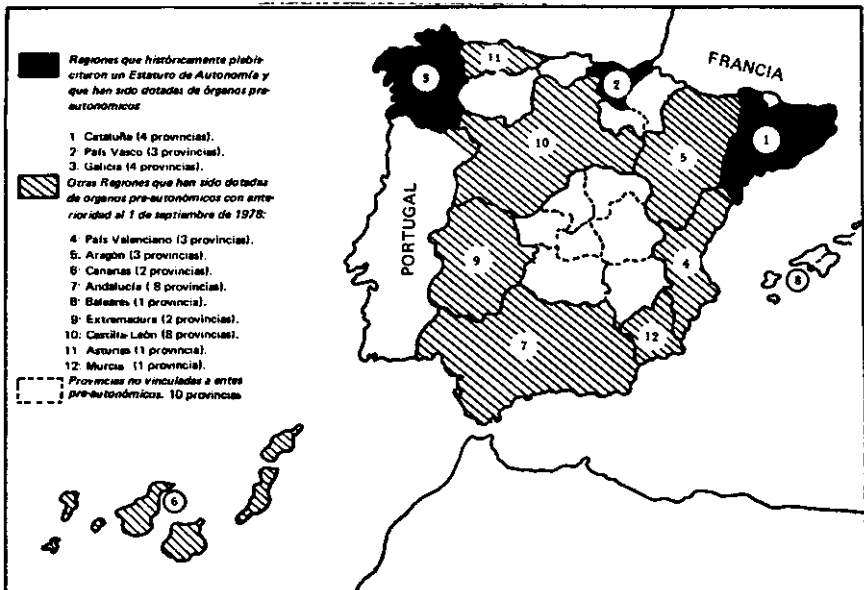 Regiones que históricamente plebis-
citaron un Estatuto de Autonomía y
que han sido dotadas de órganos pre-
autonómicos
1 Cataluña (4 provincias).
2 País Vasco (3 provincias).
3. Galicia (4 provincias).
Otras Regiones que han sido dotadas
de órganos pre-autonómicos con ante-
rioridad al 1 de septiembre de 1978:
4 País Valenciano (3 provincias).
5. Aragón (3 provincias).
6 Canarias (2 provincias).
7 Andalucía (8 provincias).
8 Baleares (1 provincia).
9 Extremadura (2 provincias).
10: Castilla-León (8 provincias).
11 Asturias (1 provincia).
12: Murcia (1 provincia).
Provincias no vinculadas a entes
pre-autonómicos. 10 provincias
FRANCIA
PORTUGAL
3
11
2
1
10
5
9
4
8
12
7
6